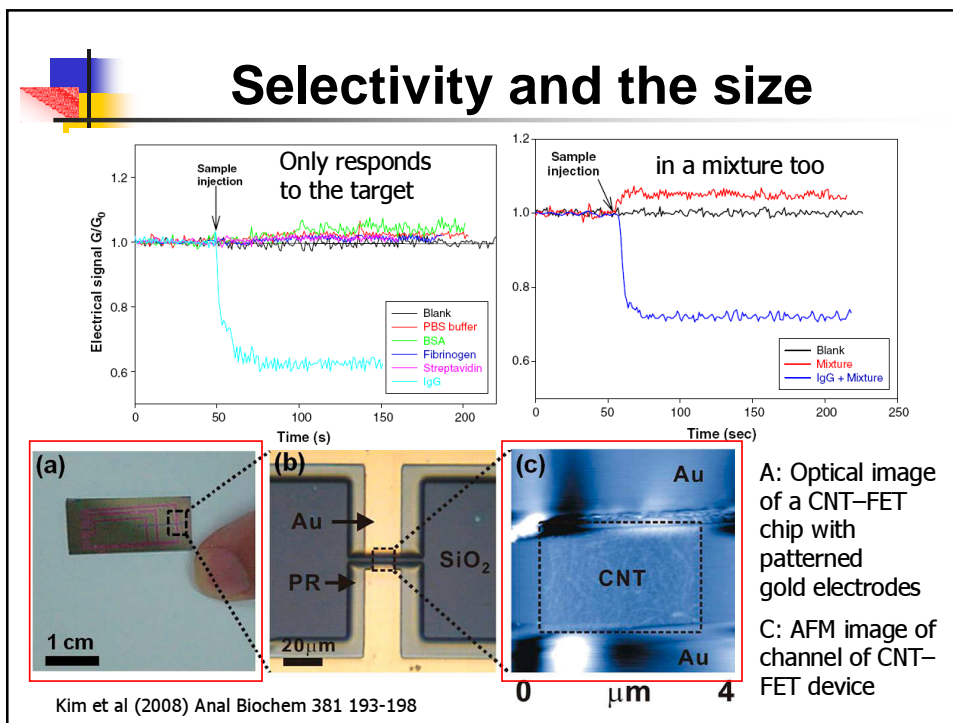 Selectivity and the size
Only responds
to the target
Sample
injection
Electrical signal G/G₀
1.2
1.0
0.8
0.6
Blank
PBS buffer
BSA
Fibrinogen
Streptavidin
IgG
0 50 100 150 200
Time (s)
in a mixture too
Sample
injection
1.2
1.0
0.8
0.6
Blank
Mixture
IgG + Mixture
0 50 100 150 200 250
Time (sec)
(a)
1 cm
(b)
Au
PR
SiO₂
20μm
(c)
Au
CNT
Au
0 μm 4
A: Optical image
of a CNT–FET
chip with
patterned
gold electrodes
C: AFM image of
channel of CNT–
FET device
Kim et al (2008) Anal Biochem 381 193-198